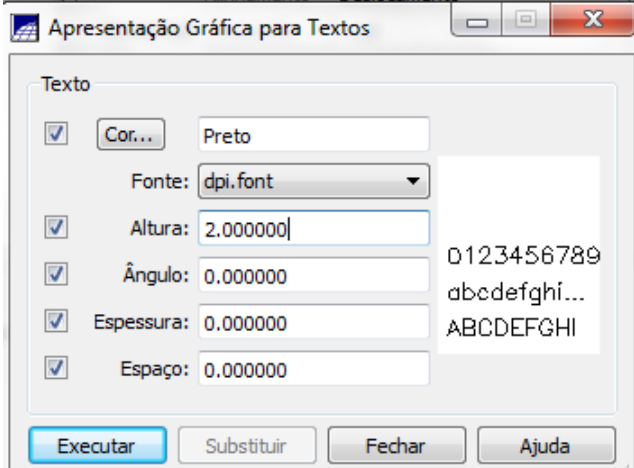 Apresentação Gráfica para Textos
Texto
Cor... Preto
Fonte: dpi.font
Altura: 2.000000
Ângulo: 0.000000
Espessura: 0.000000
Espaço: 0.000000
0123456789
abcdefghi...
ABCDEFGHI
Executar Substituir Fechar Ajuda